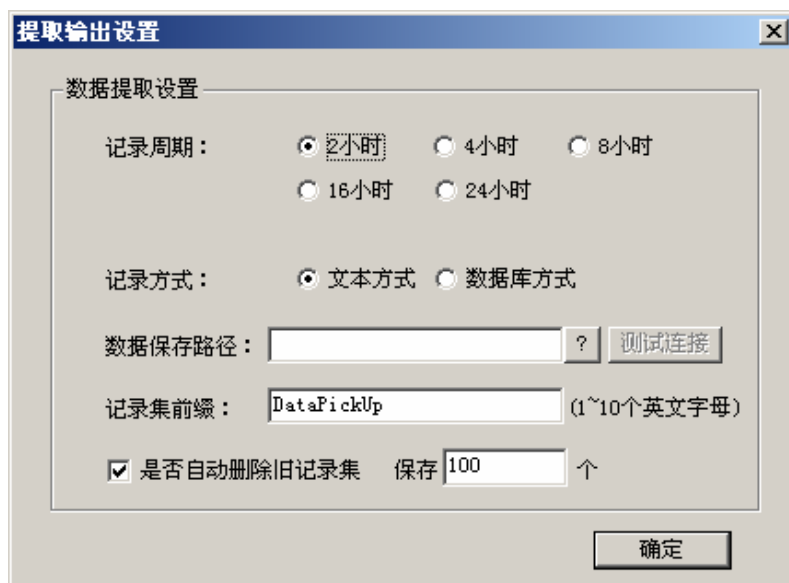 提取输出设置
数据提取设置
记录周期： 2小时 4小时 8小时
16小时 24小时
记录方式： 文本方式 数据库方式
数据保存路径： ? 测试连接
记录集前缀： DataPickUp (1~10个英文字母)
是否自动删除旧记录集 保存 100 个
确定